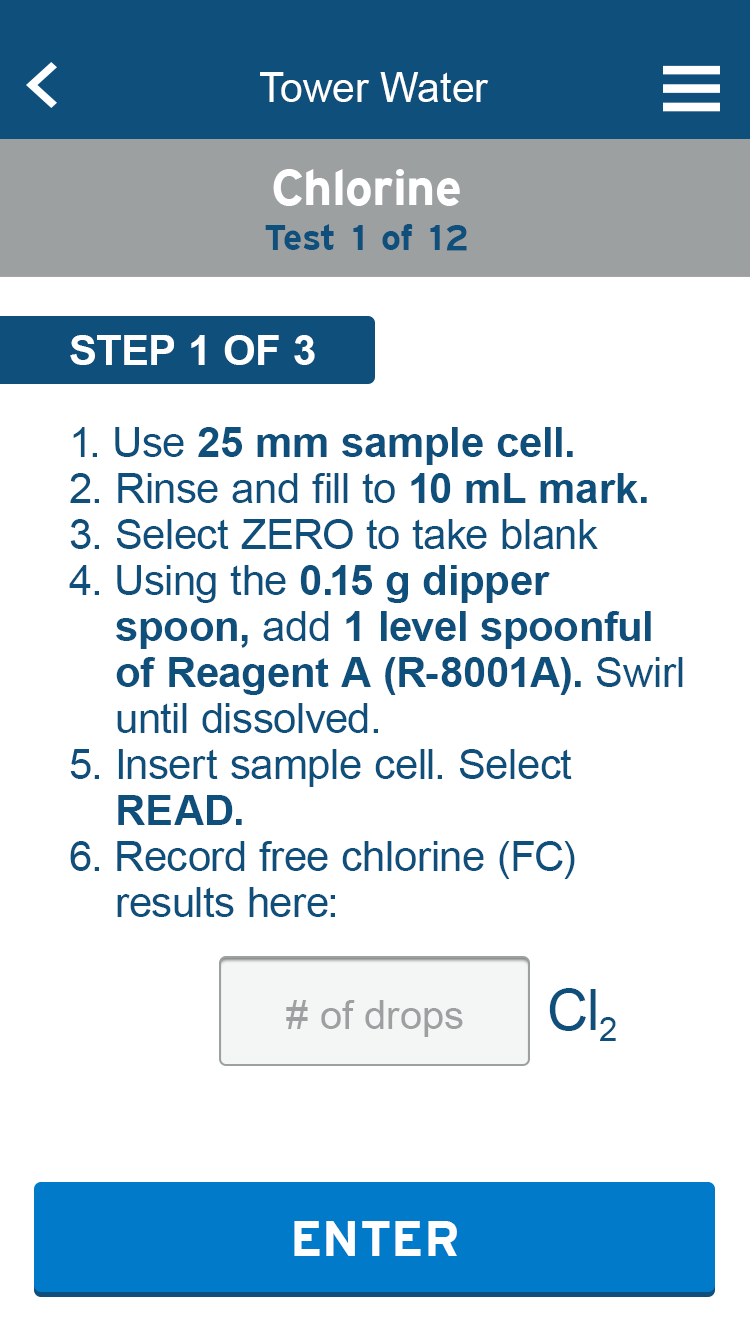 Tower Water
Chlorine
Test 1 of 12
STEP 1 OF 3
1. Use 25 mm sample cell.
2. Rinse and fill to 10 mL mark.
3. Select ZERO to take blank
4. Using the 0.15 g dipper
spoon, add 1 level spoonful
of Reagent A (R-8001A). Swirl
until dissolved.
5. Insert sample cell. Select
READ.
6. Record free chlorine (FC)
results here:
# of drops Cl₂
ENTER